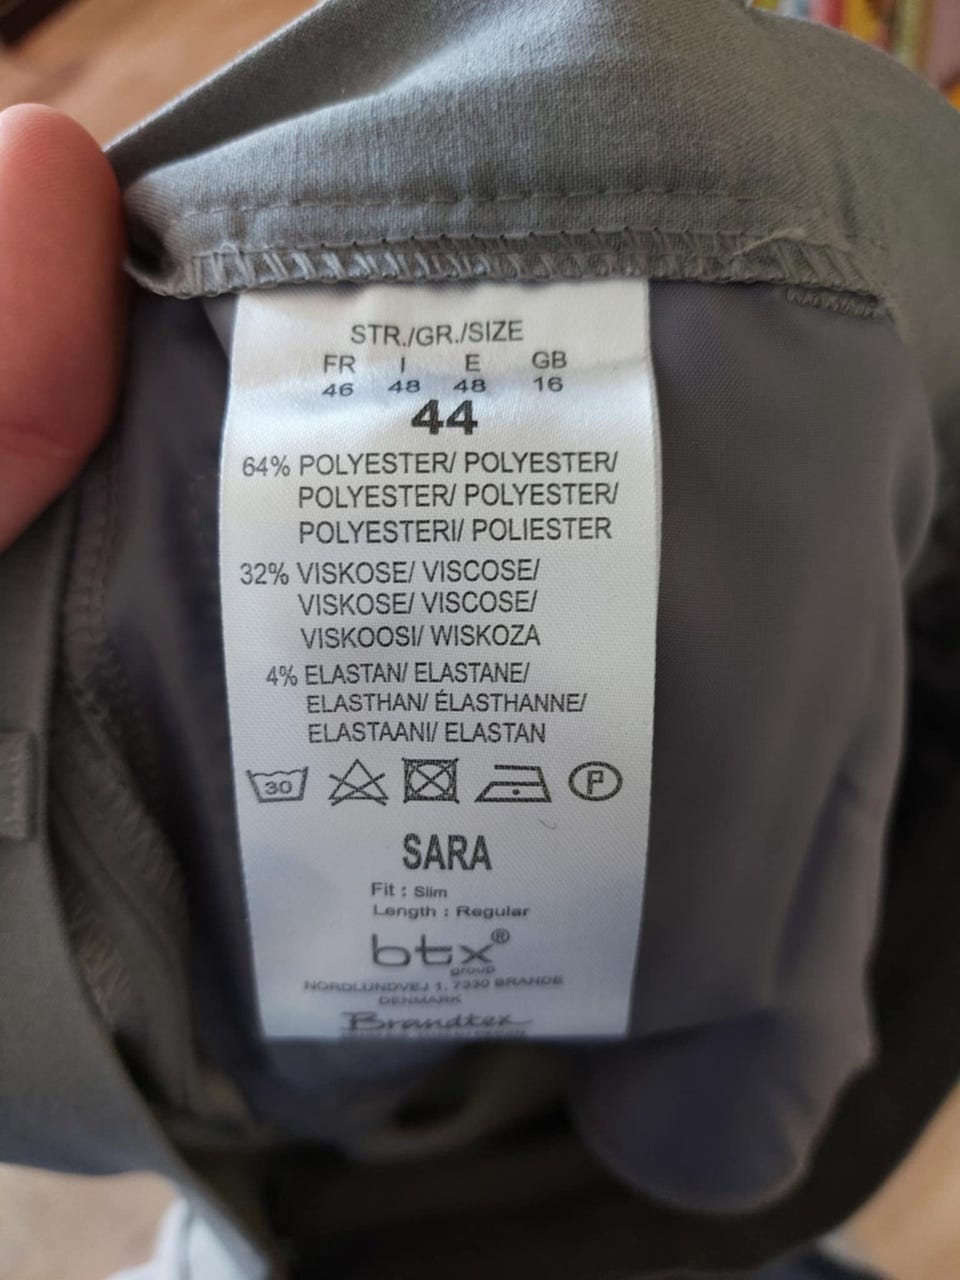 STR./GR./SIZE
FR I E GB
46 48 48 16
44
64% POLYESTER/ POLYESTER/
POLYESTER/ POLYESTER/
POLYESTERI/ POLIESTER
32% VISKOSE/ VISCOSE/
VISKOSE/ VISCOSE/
VISKOOSI/ WISKOZA
4% ELASTAN/ ELASTANE/
ELASTHAN/ ÉLASTHANNE/
ELASTAANI/ ELASTAN
30 P
SARA
Fit : Slim
Length : Regular
btx®
group
NORDLUNDVEJ 1. 7330 BRANDE
DENMARK
Brandtex